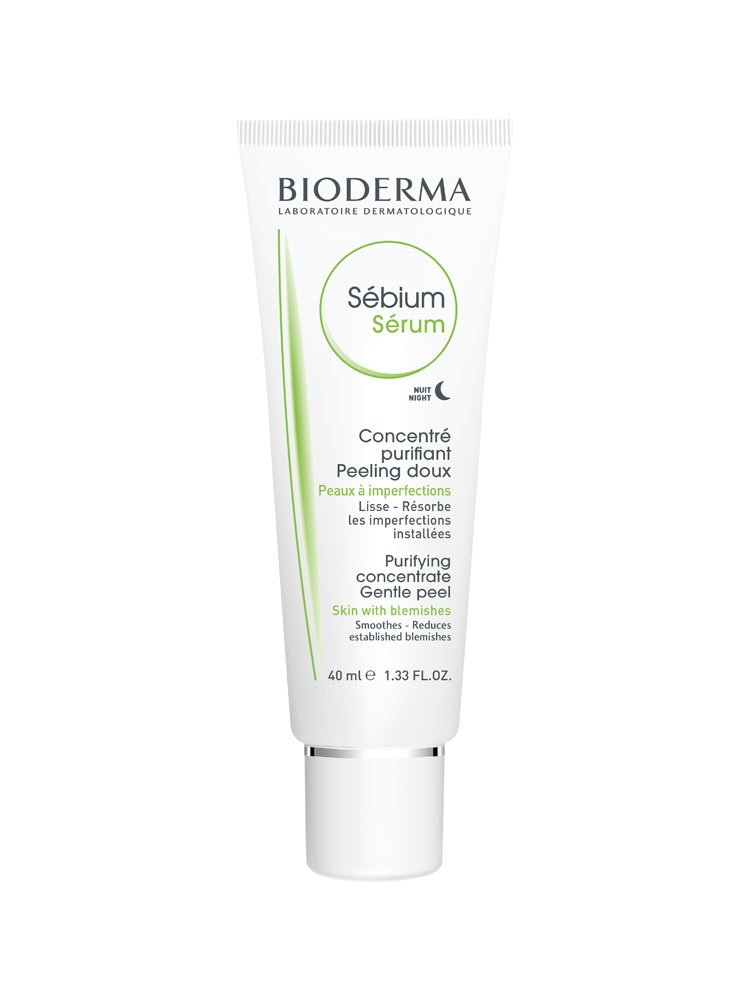 BIODERMA
LABORATOIRE DERMATOLOGIQUE
Sébium
Sérum
NUIT
NIGHT
Concentré
purifiant
Peeling doux
Peaux à imperfections
Lisse - Résorbe
les imperfections
installées
Purifying
concentrate
Gentle peel
Skin with blemishes
Smoothes - Reduces
established blemishes
40 ml ℮ 1.33 FL.OZ.